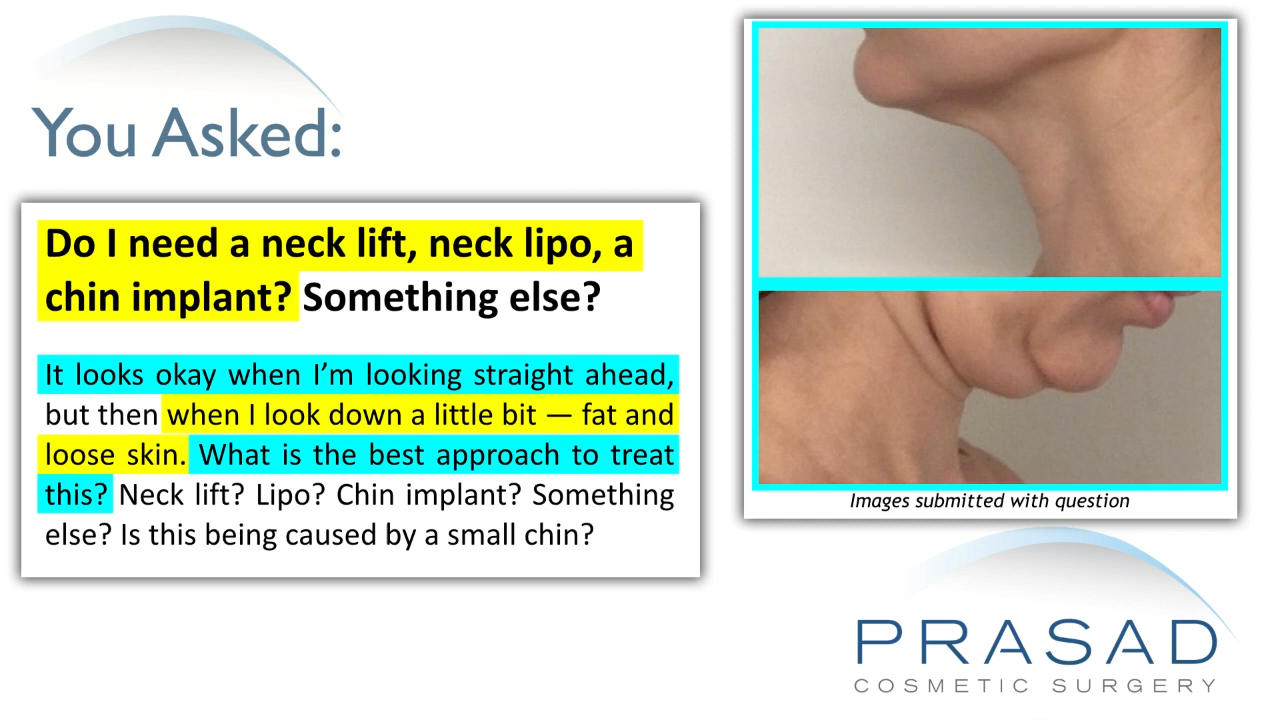 You Asked:
Do I need a neck lift, neck lipo, a
chin implant? Something else?
It looks okay when I’m looking straight ahead,
but then when I look down a little bit — fat and
loose skin. What is the best approach to treat
this? Neck lift? Lipo? Chin implant? Something
else? Is this being caused by a small chin?
Images submitted with question
PRASAD
COSMETIC SURGERY